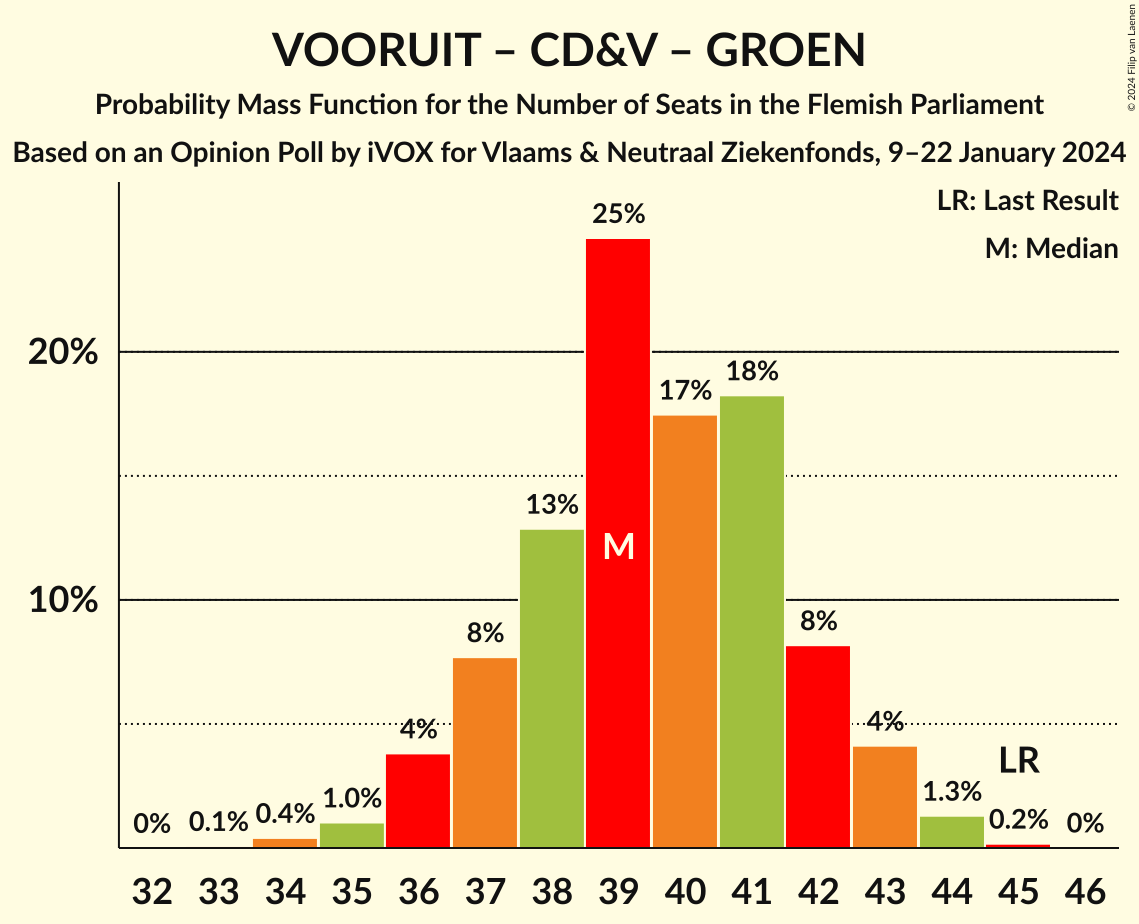 VOORUIT – CD&V – GROEN
Probability Mass Function for the Number of Seats in the Flemish Parliament
Based on an Opinion Poll by iVOX for Vlaams & Neutraal Ziekenfonds, 9–22 January 2024
© 2024 Filip van Laenen
LR: Last Result
M: Median
25%
20%
18%
17%
13%
M
10%
8%
8%
4%
4%
LR
0%
0.1%
0.4%
1.0%
1.3%
0.2%
0%
32 33 34 35 36 37 38 39 40 41 42 43 44 45 46